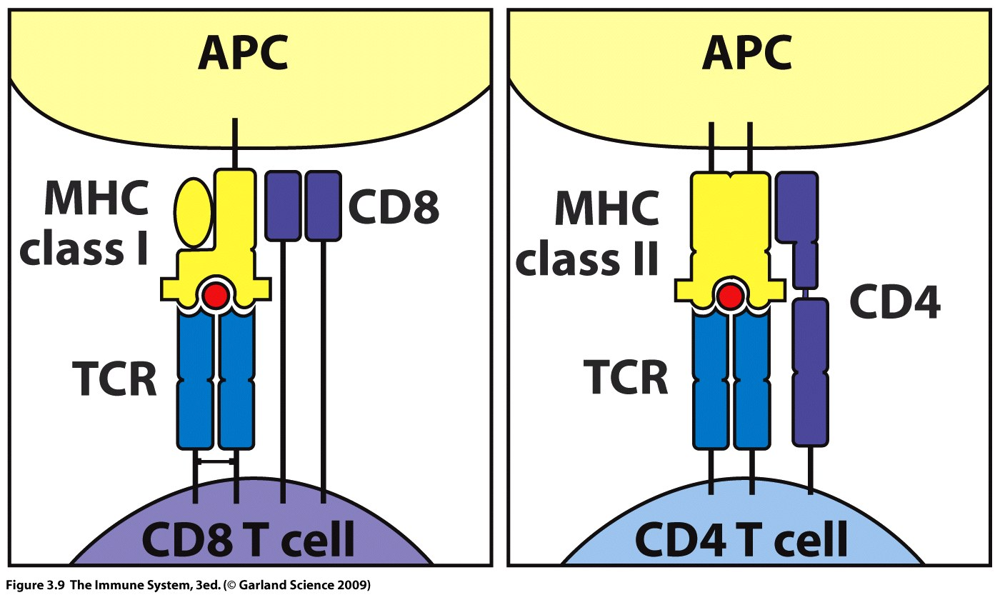 APC
MHC
class I
CD8
TCR
CD8 T cell
APC
MHC
class II
CD4
TCR
CD4 T cell
Figure 3.9 The Immune System, 3ed. (© Garland Science 2009)